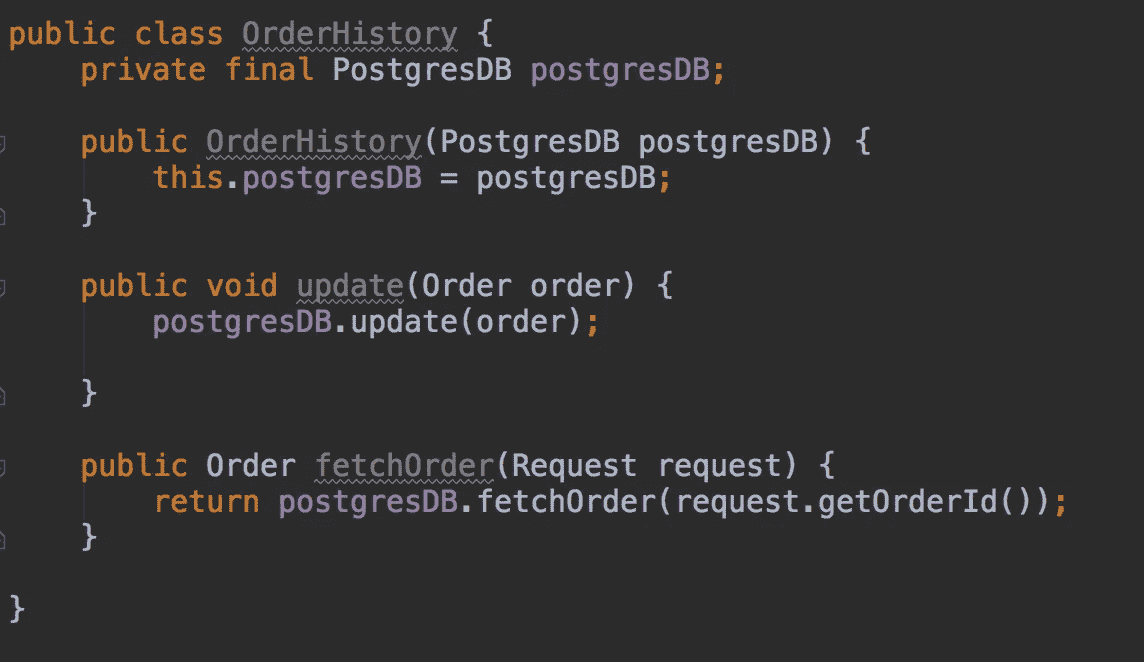 public class OrderHistory {
private final PostgresDB postgresDB;
public OrderHistory(PostgresDB postgresDB) {
this.postgresDB = postgresDB;
}
public void update(Order order) {
postgresDB.update(order);
}
public Order fetchOrder(Request request) {
return postgresDB.fetchOrder(request.getOrderId());
}
}